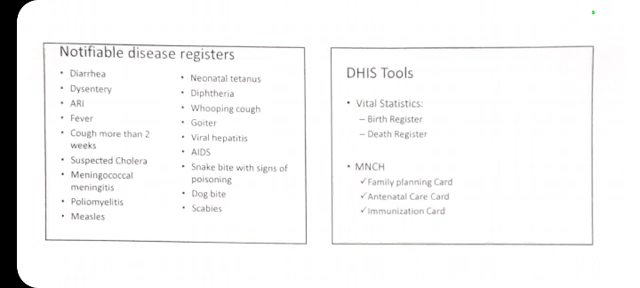 Notifiable disease registers
• Diarrhea
• Dysentery
• ARI
• Fever
• Cough more than 2
weeks
• Suspected Cholera
• Meningococcal
meningitis
• Poliomyelitis
• Measles
• Neonatal tetanus
• Diphtheria
• Whooping cough
• Goiter
• Viral hepatitis
• AIDS
• Snake bite with signs of
poisoning
• Dog bite
• Scabies
DHIS Tools
• Vital Statistics:
– Birth Register
– Death Register
• MNCH
✓Family planning Card
✓Antenatal Care Card
✓Immunization Card